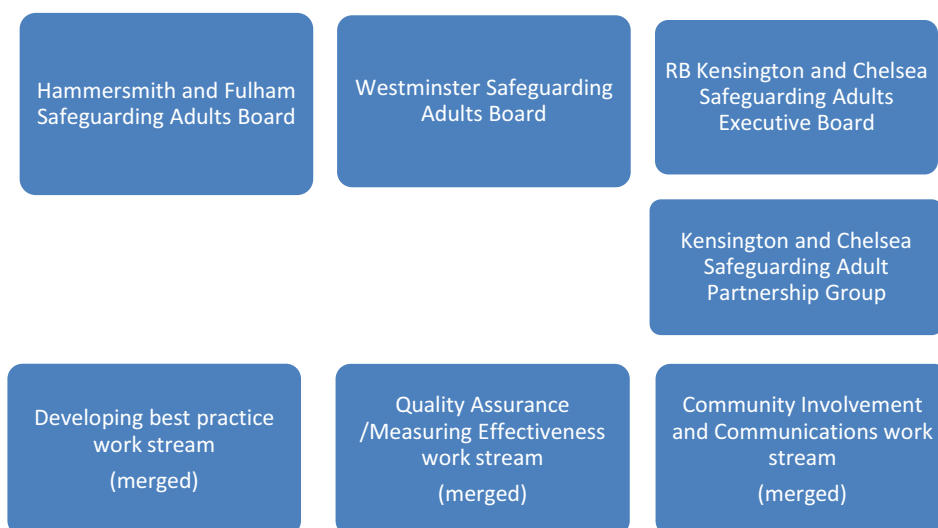 Hammersmith and Fulham
Safeguarding Adults Board
Westminster Safeguarding
Adults Board
RB Kensington and Chelsea
Safeguarding Adults
Executive Board
Kensington and Chelsea
Safeguarding Adult
Partnership Group
Developing best practice
work stream
(merged)
Quality Assurance
/Measuring Effectiveness
work stream
(merged)
Community Involvement
and Communications work
stream
(merged)